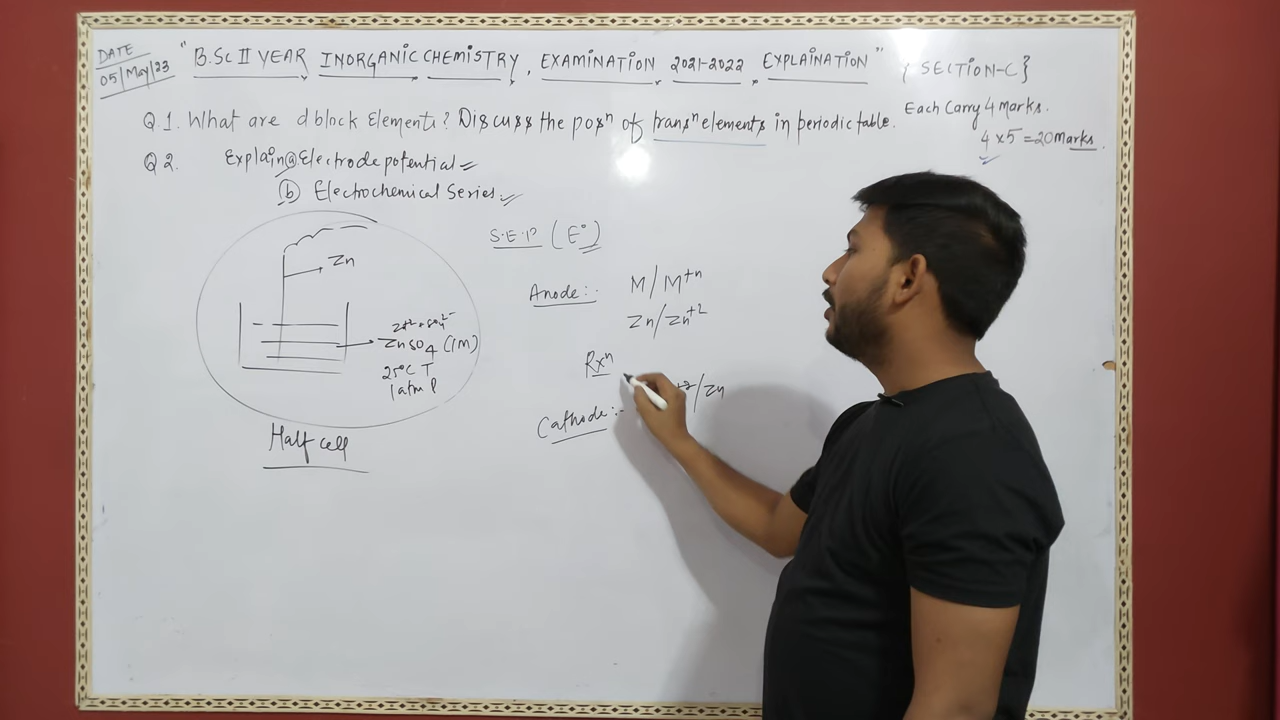 DATE
05/May/23
"B.Sc II YEAR INORGANIC CHEMISTRY, EXAMINATION 2021-2022, EXPLAINATION" { SECTION-C}
Each Carry 4 Marks.
4 x 5 = 20 Marks.
Q 1. What are d block Elements? Discuss the posⁿ of transⁿ elements in periodic table.
Q 2. Explain ⓐ Electrode potential
ⓑ Electrochemical Series.
Zn
Zn+2 + SO4 2-
ZnSO4 (1M)
25°C T
1 atm P
Half cell
S.E.P (E°)
Anode:- M/M+n
Zn/Zn+2
Rxⁿ
+2/Zn
Cathode:-